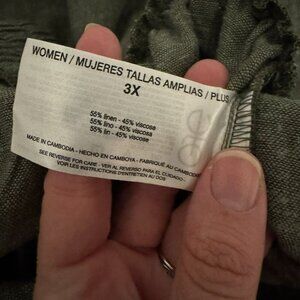 WOMEN / MUJERES TALLAS AMPLIAS / PLUS
3X
55% linen - 45% viscose
55% lino - 45% viscosa
55% lin - 45% viscose
MADE IN CAMBODIA - HECHO EN CAMBOYA - FABRIQUÉ AU CAMBODGE
SEE REVERSE FOR CARE - VER AL REVERSO PARA EL CUIDADO -
VOIR LES INSTRUCTIONS D'ENTRETIEN AU DOS